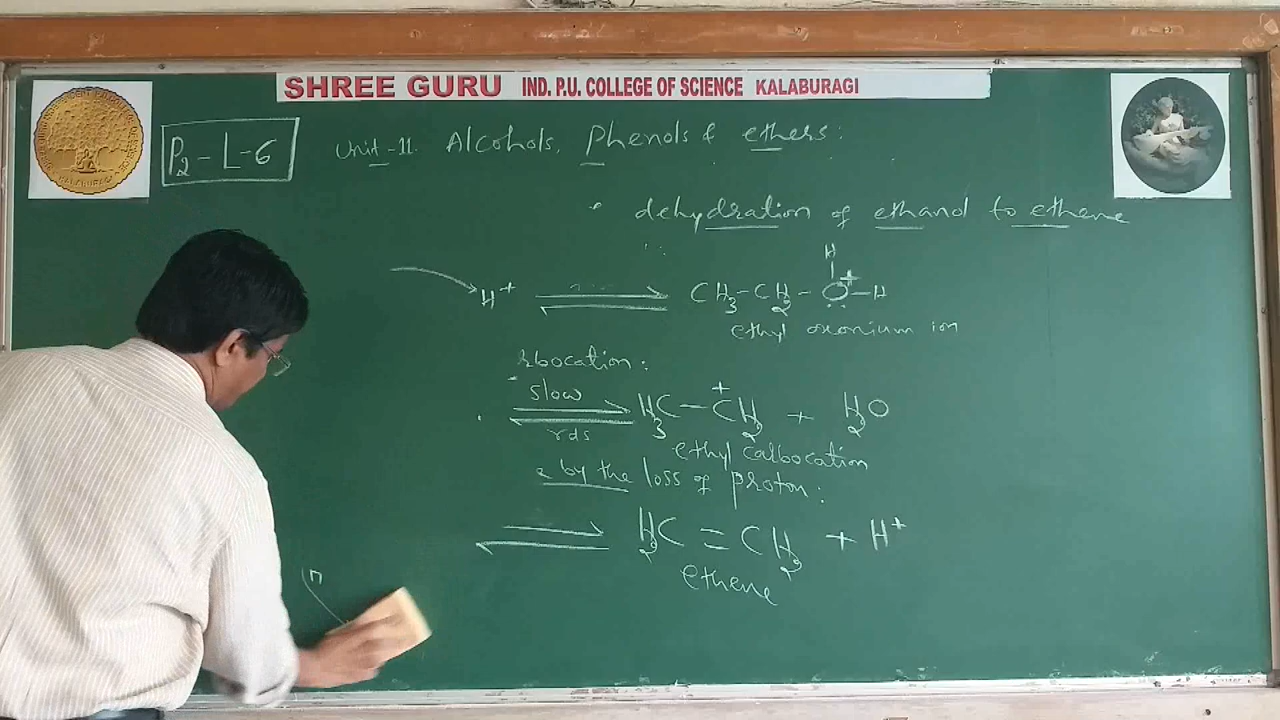 SHREE GURU IND. P.U. COLLEGE OF SCIENCE KALABURAGI
P2-L-6
Unit-11. Alcohols, Phenols & ethers:
* dehydration of ethanol to ethene
H
H+ ⇌ CH3-CH2-O+-H
ethyl oxonium ion
rbocation:
slow
⇌ H3C-C+H2 + H2O
rds
ethyl carbocation
e by the loss of proton:
⇌ H2C=CH2 + H+
ethene